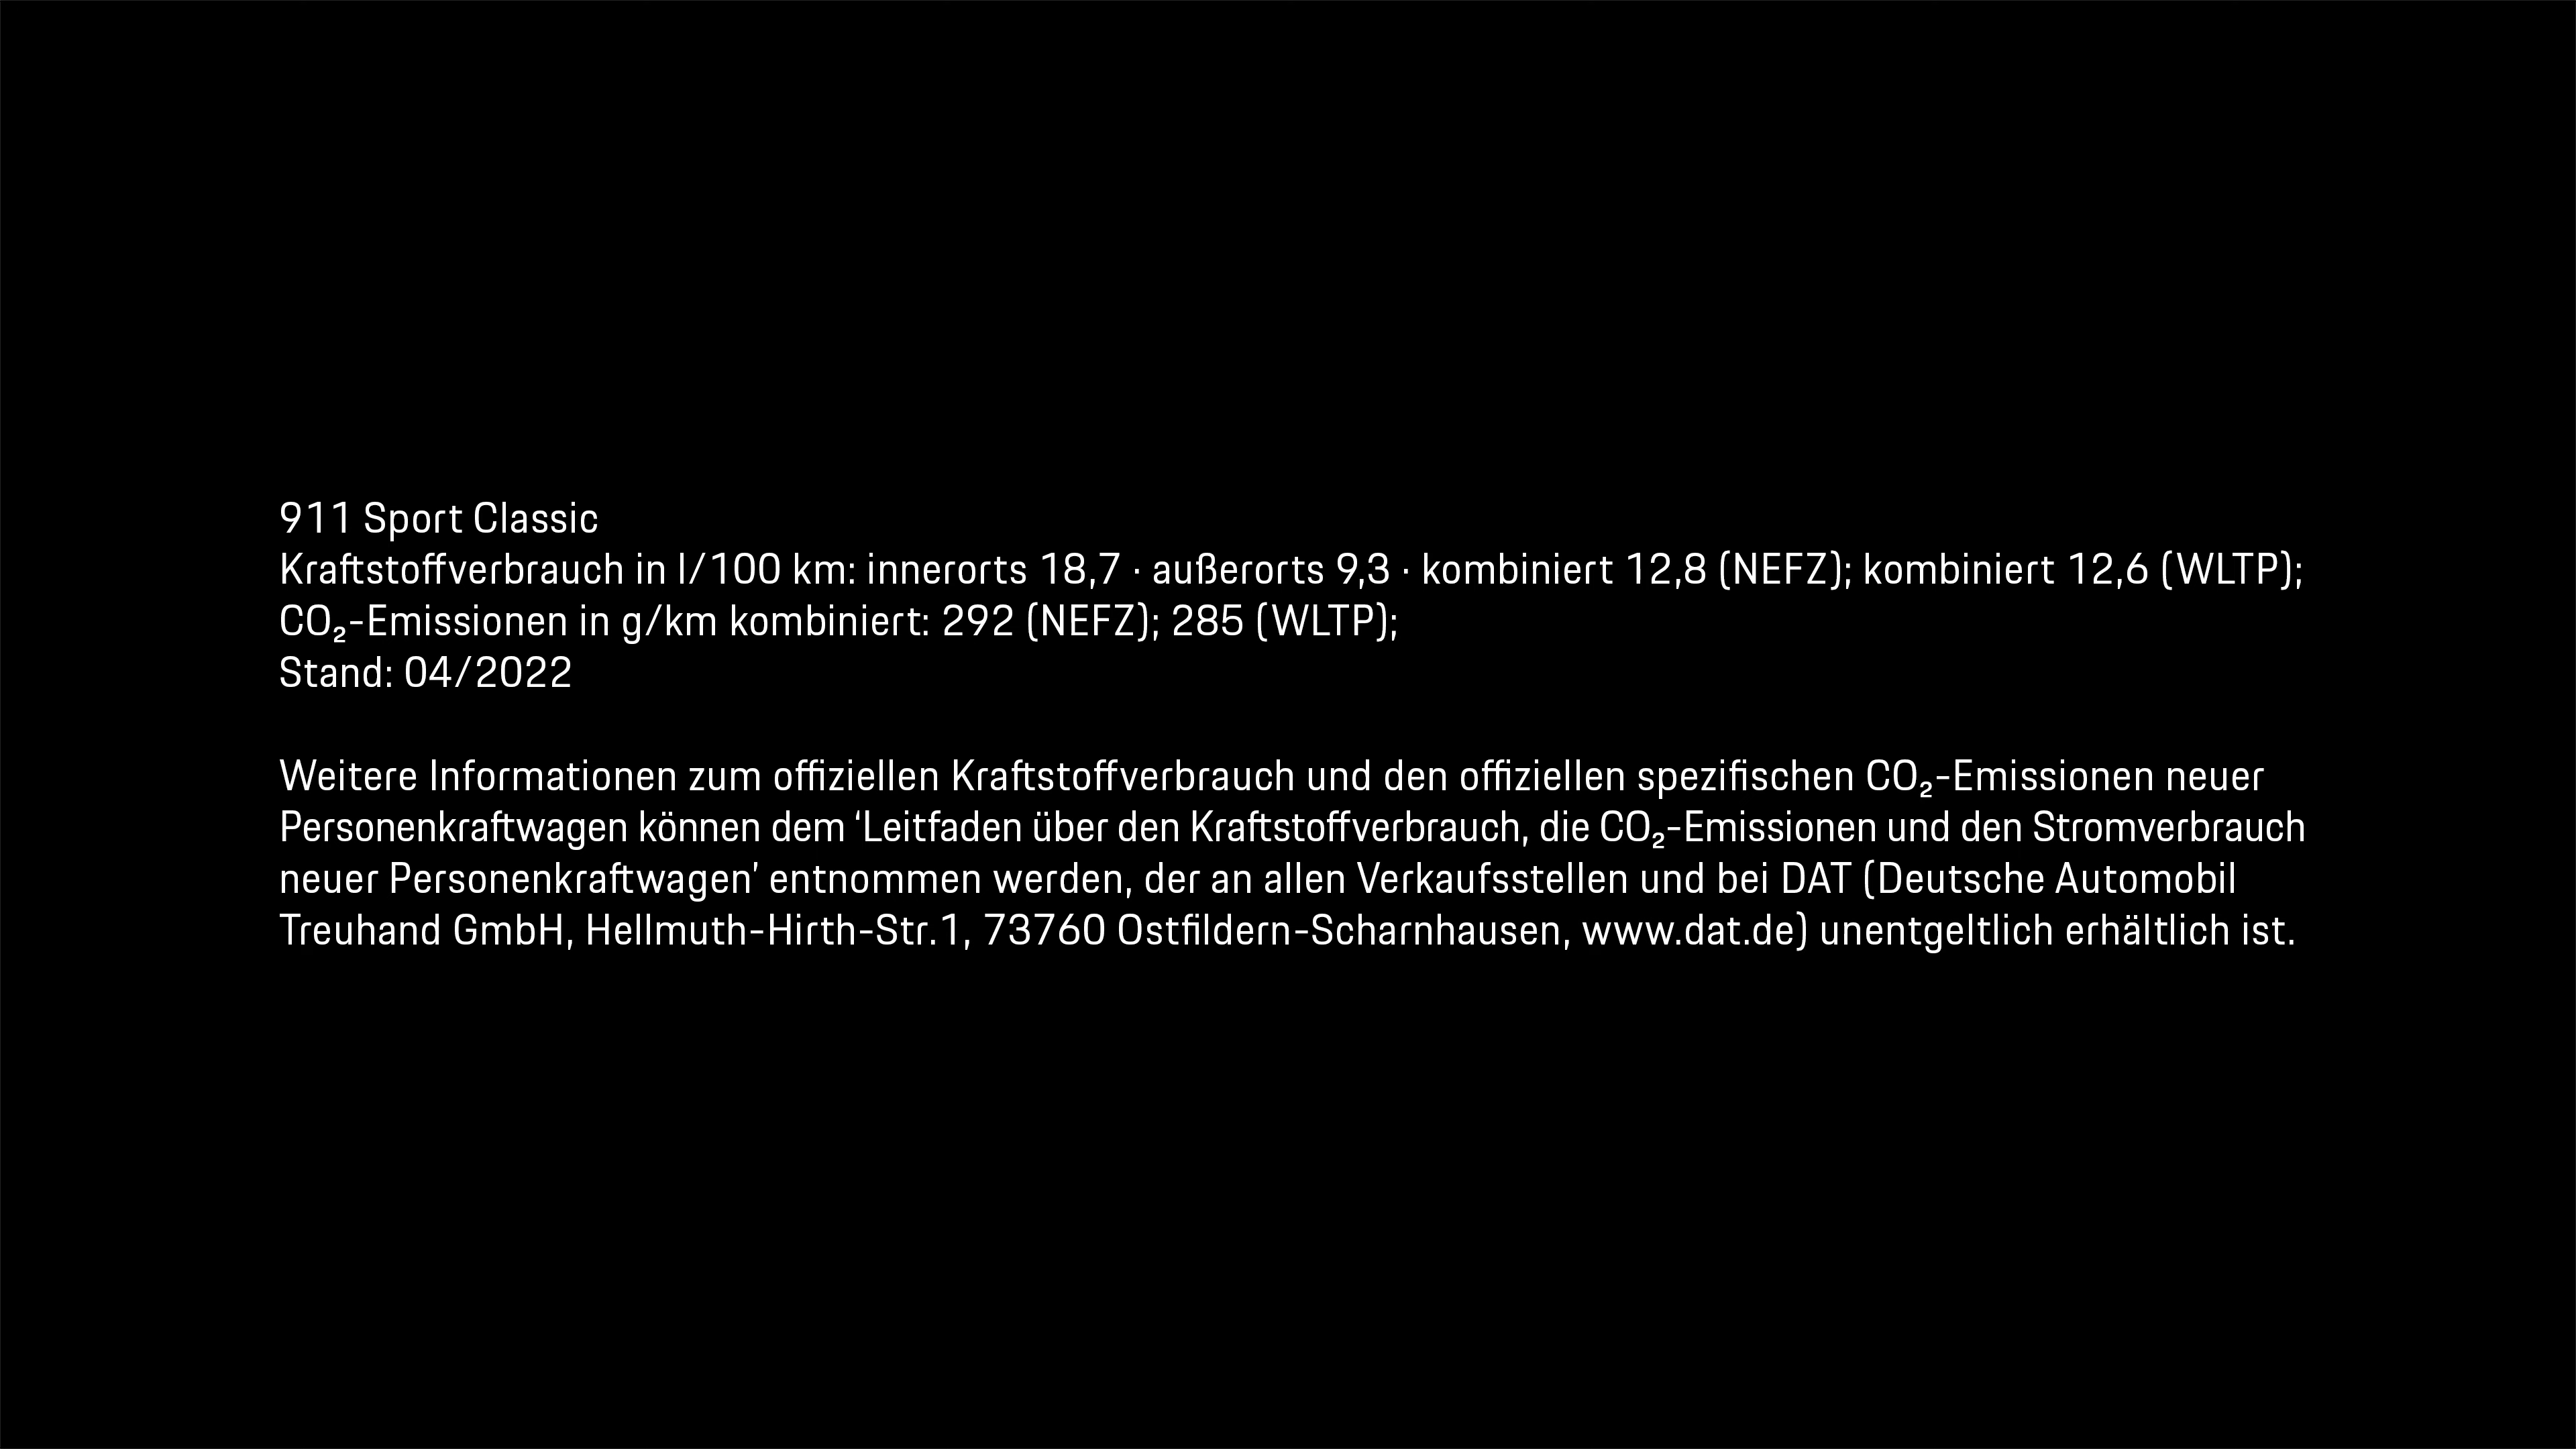 911 Sport Classic
Kraftstoffverbrauch in l/100 km: innerorts 18,7 · außerorts 9,3 · kombiniert 12,8 (NEFZ); kombiniert 12,6 (WLTP);
CO₂-Emissionen in g/km kombiniert: 292 (NEFZ); 285 (WLTP);
Stand: 04/2022
Weitere Informationen zum offiziellen Kraftstoffverbrauch und den offiziellen spezifischen CO₂-Emissionen neuer
Personenkraftwagen können dem ‘Leitfaden über den Kraftstoffverbrauch, die CO₂-Emissionen und den Stromverbrauch
neuer Personenkraftwagen’ entnommen werden, der an allen Verkaufsstellen und bei DAT (Deutsche Automobil
Treuhand GmbH, Hellmuth-Hirth-Str.1, 73760 Ostfildern-Scharnhausen, www.dat.de) unentgeltlich erhältlich ist.